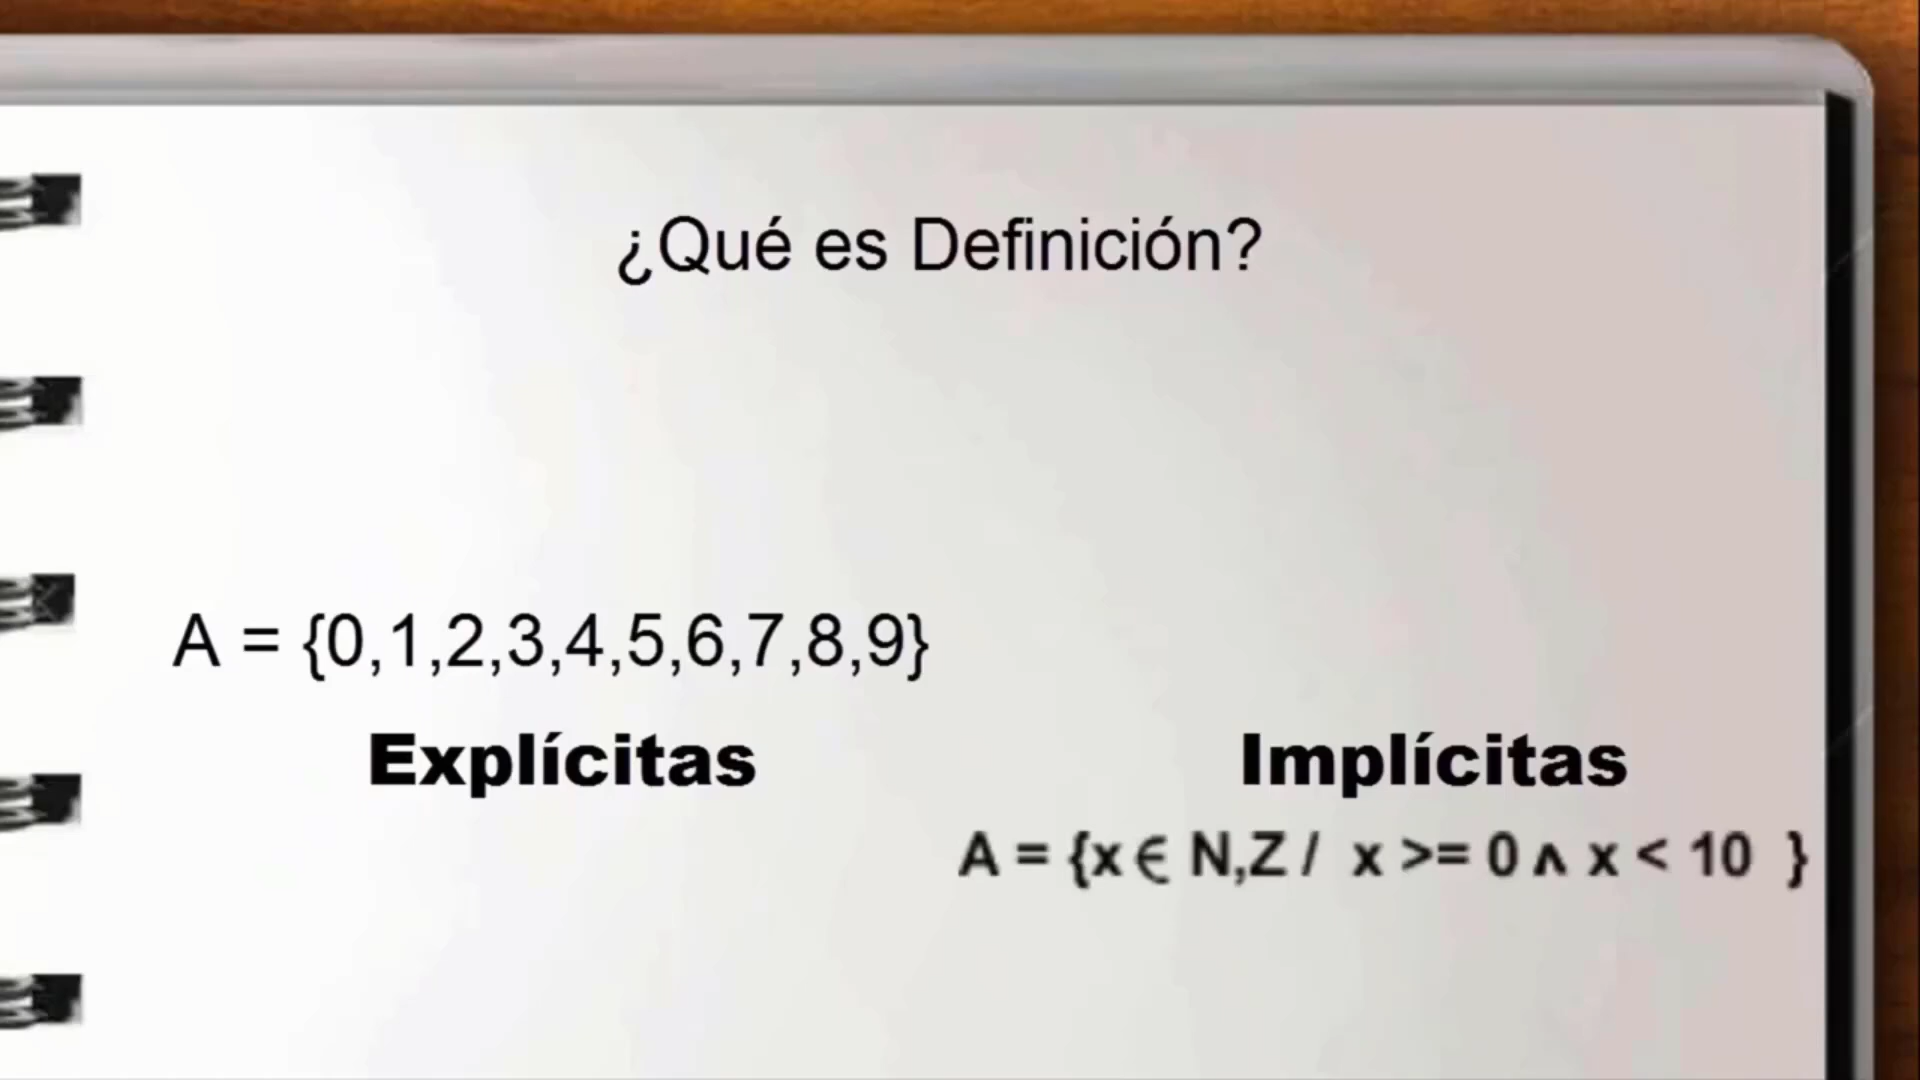 ¿Qué es Definición?
A = {0,1,2,3,4,5,6,7,8,9}
Explícitas
Implícitas
A = {x ∈ N,Z / x >= 0 ∧ x < 10 }